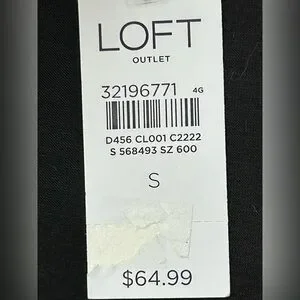 LOFT
OUTLET
32196771 4G
D456 CL001 C2222
S 568493 SZ 600
S
$64.99